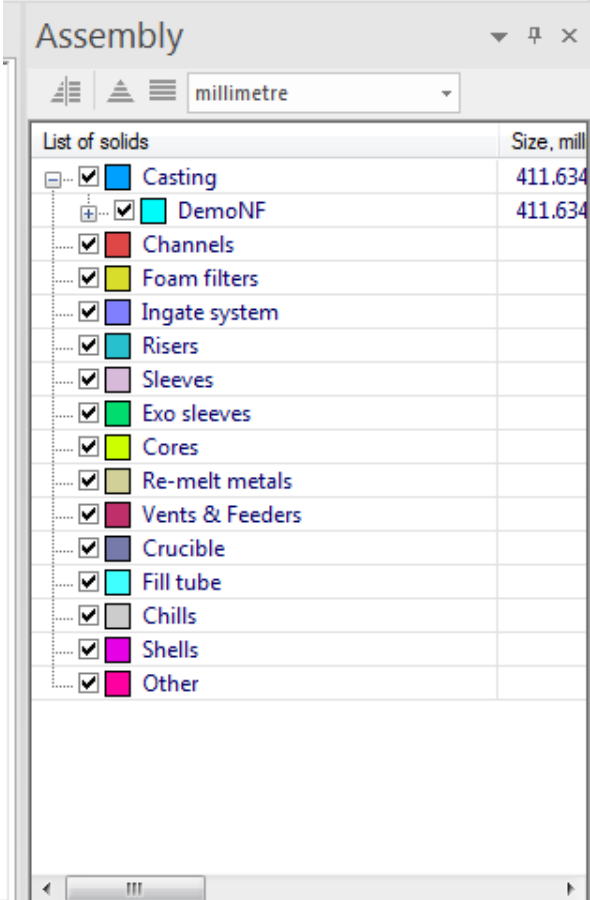 Assembly
millimetre
List of solids Size, mill
Casting 411.634
DemoNF 411.634
Channels
Foam filters
Ingate system
Risers
Sleeves
Exo sleeves
Cores
Re-melt metals
Vents & Feeders
Crucible
Fill tube
Chills
Shells
Other